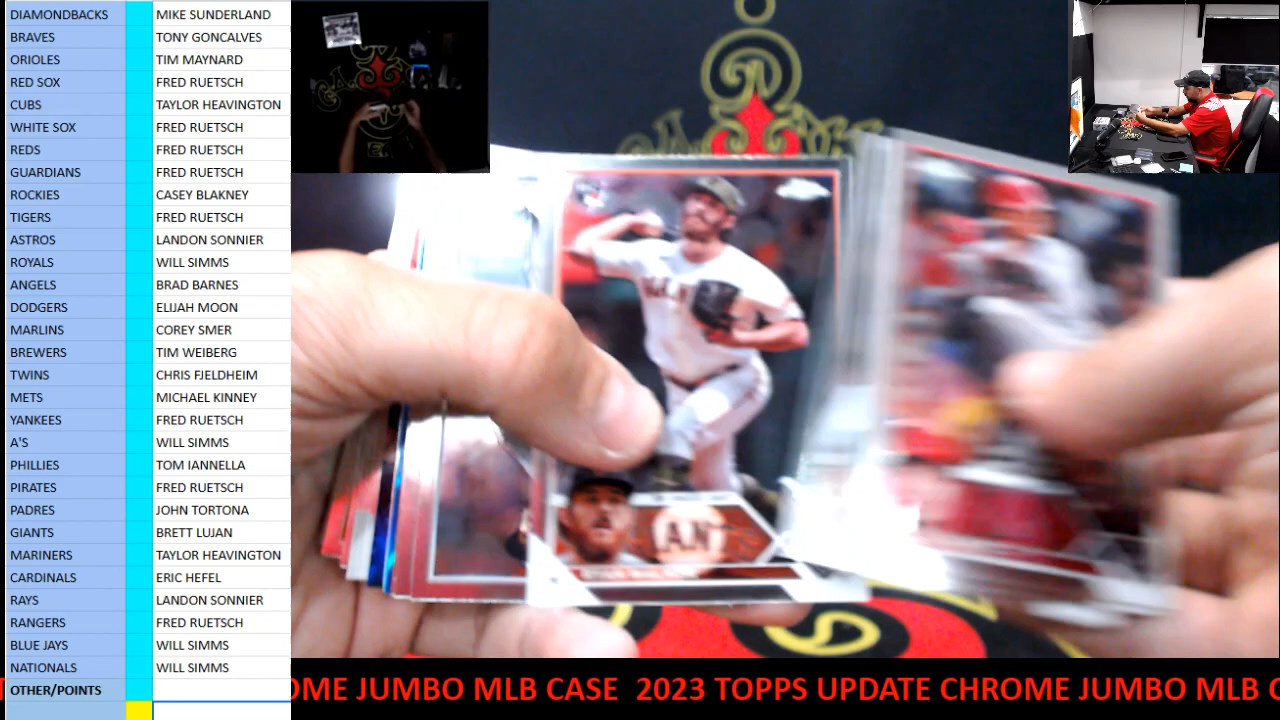 DIAMONDBACKS MIKE SUNDERLAND
BRAVES TONY GONCALVES
ORIOLES TIM MAYNARD
RED SOX FRED RUETSCH
CUBS TAYLOR HEAVINGTON
WHITE SOX FRED RUETSCH
REDS FRED RUETSCH
GUARDIANS FRED RUETSCH
ROCKIES CASEY BLAKNEY
TIGERS FRED RUETSCH
ASTROS LANDON SONNIER
ROYALS WILL SIMMS
ANGELS BRAD BARNES
DODGERS ELIJAH MOON
MARLINS COREY SMER
BREWERS TIM WEIBERG
TWINS CHRIS FJELDHEIM
METS MICHAEL KINNEY
YANKEES FRED RUETSCH
A'S WILL SIMMS
PHILLIES TOM IANNELLA
PIRATES FRED RUETSCH
PADRES JOHN TORTONA
GIANTS BRETT LUJAN
MARINERS TAYLOR HEAVINGTON
CARDINALS ERIC HEFEL
RAYS LANDON SONNIER
RANGERS FRED RUETSCH
BLUE JAYS WILL SIMMS
NATIONALS WILL SIMMS
OTHER/POINTS
OME JUMBO MLB CASE 2023 TOPPS UPDATE CHROME JUMBO MLB C